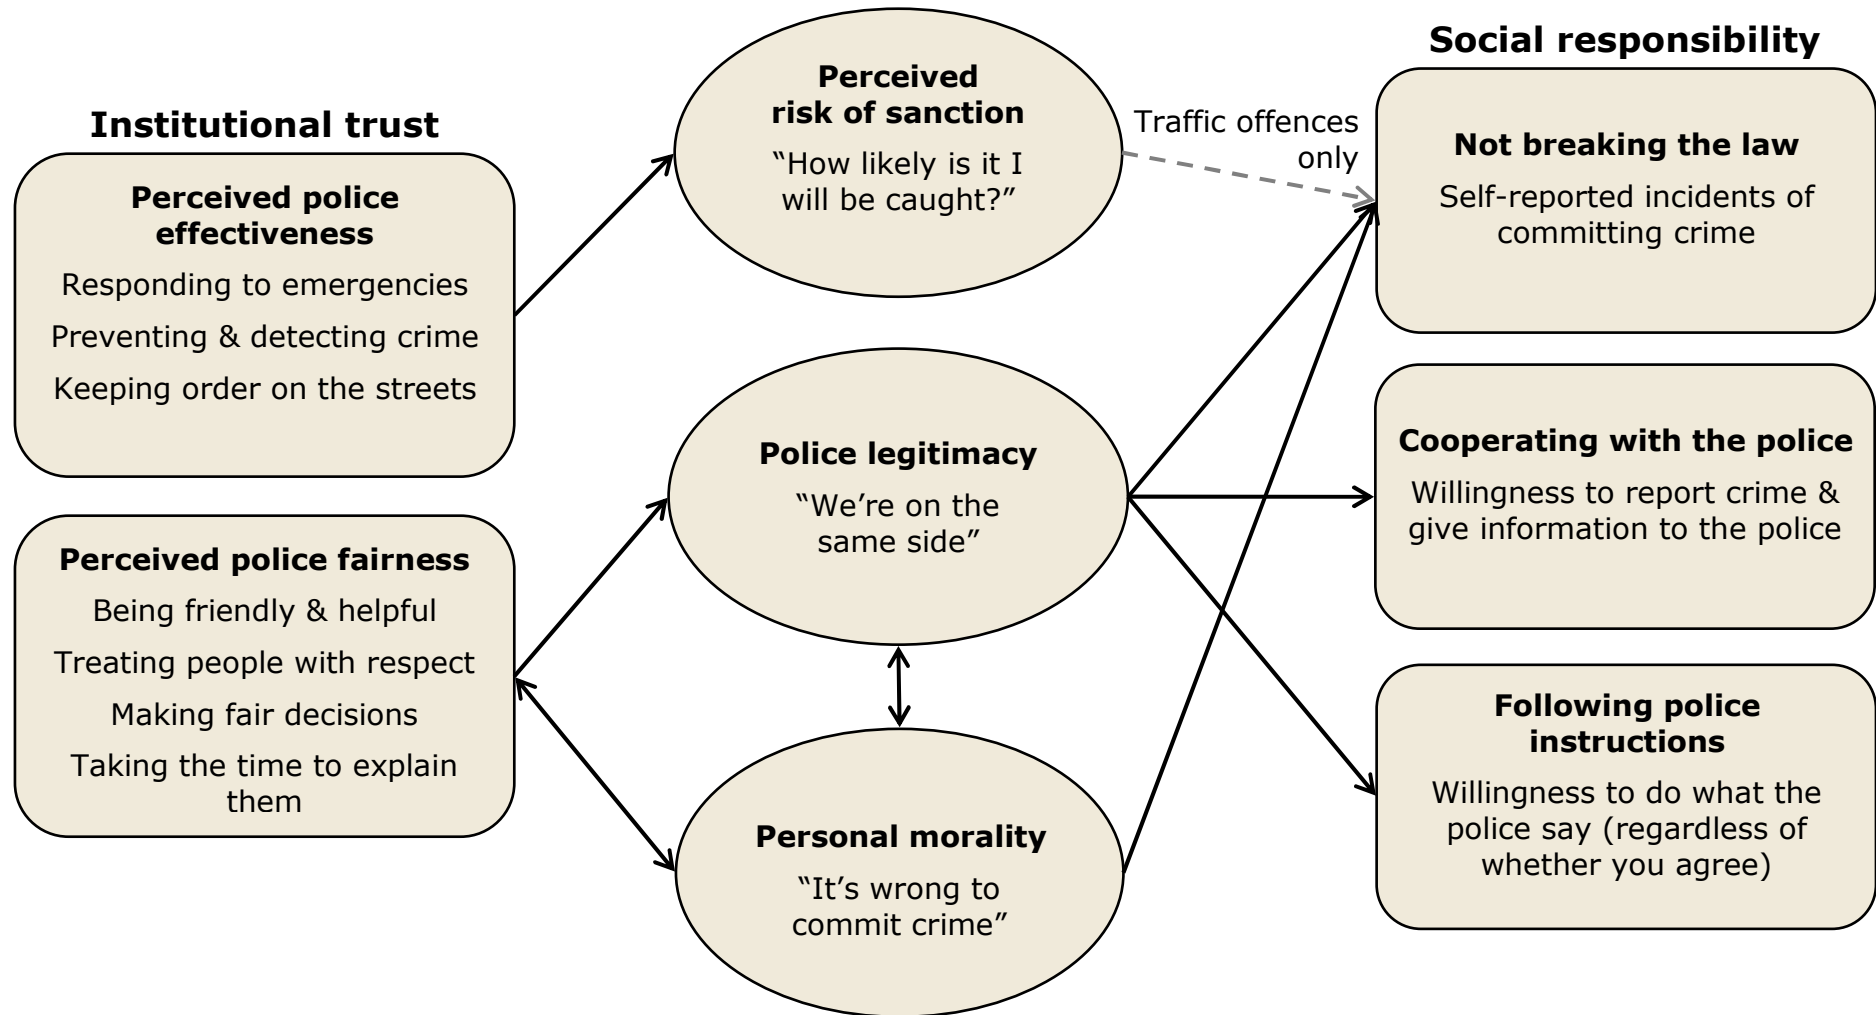 Institutional trust
Perceived police
effectiveness
Responding to emergencies
Preventing & detecting crime
Keeping order on the streets
Perceived police fairness
Being friendly & helpful
Treating people with respect
Making fair decisions
Taking the time to explain
them
Perceived
risk of sanction
“How likely is it I
will be caught?”
Police legitimacy
“We’re on the
same side”
Personal morality
“It’s wrong to
commit crime”
Traffic offences
only
Social responsibility
Not breaking the law
Self-reported incidents of
committing crime
Cooperating with the police
Willingness to report crime &
give information to the police
Following police
instructions
Willingness to do what the
police say (regardless of
whether you agree)